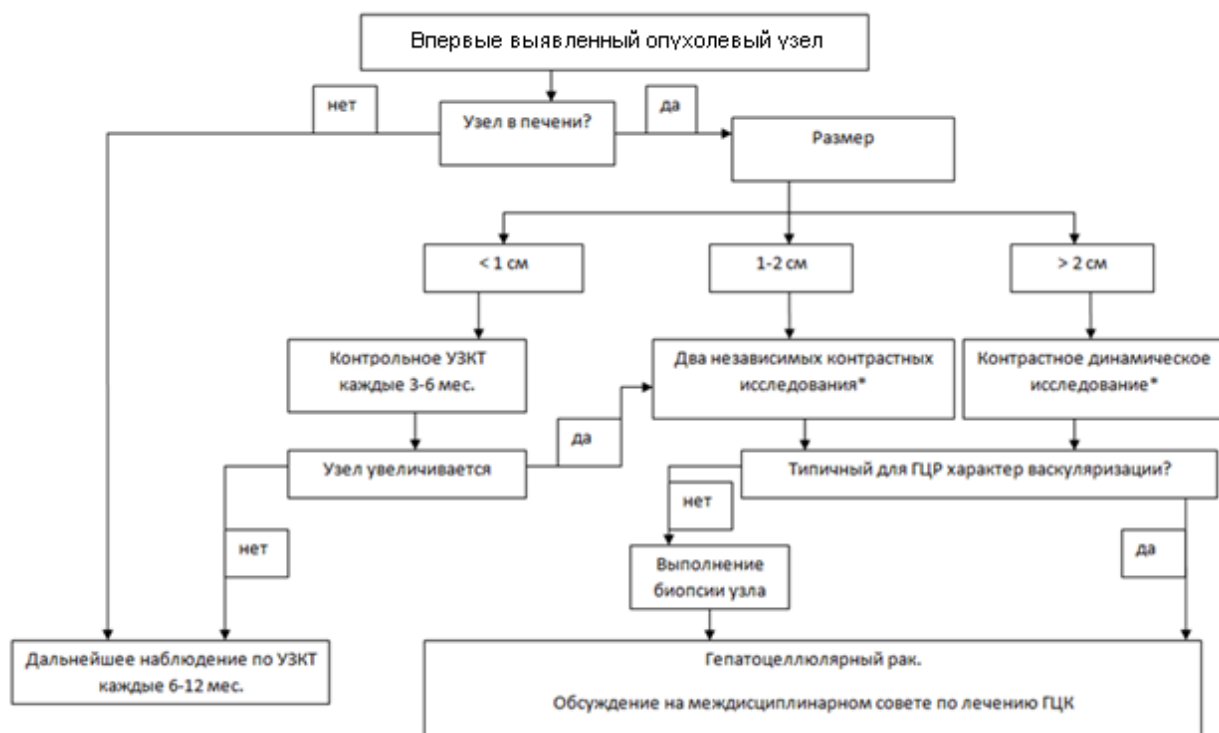 Впервые выявленный опухолевый узел
нет
Узел в печени?
да
Размер
< 1 см
1-2 см
> 2 см
Контрольное УЗКТ
каждые 3-6 мес.
Два независимых контрастных
исследования*
Контрастное динамическое
исследование*
Узел увеличивается
да
Типичный для ГЦР характер васкуляризации?
нет
нет
да
Выполнение
биопсии узла
Дальнейшее наблюдение по УЗКТ
каждые 6-12 мес.
Гепатоцеллюлярный рак.
Обсуждение на междисциплинарном совете по лечению ГЦК